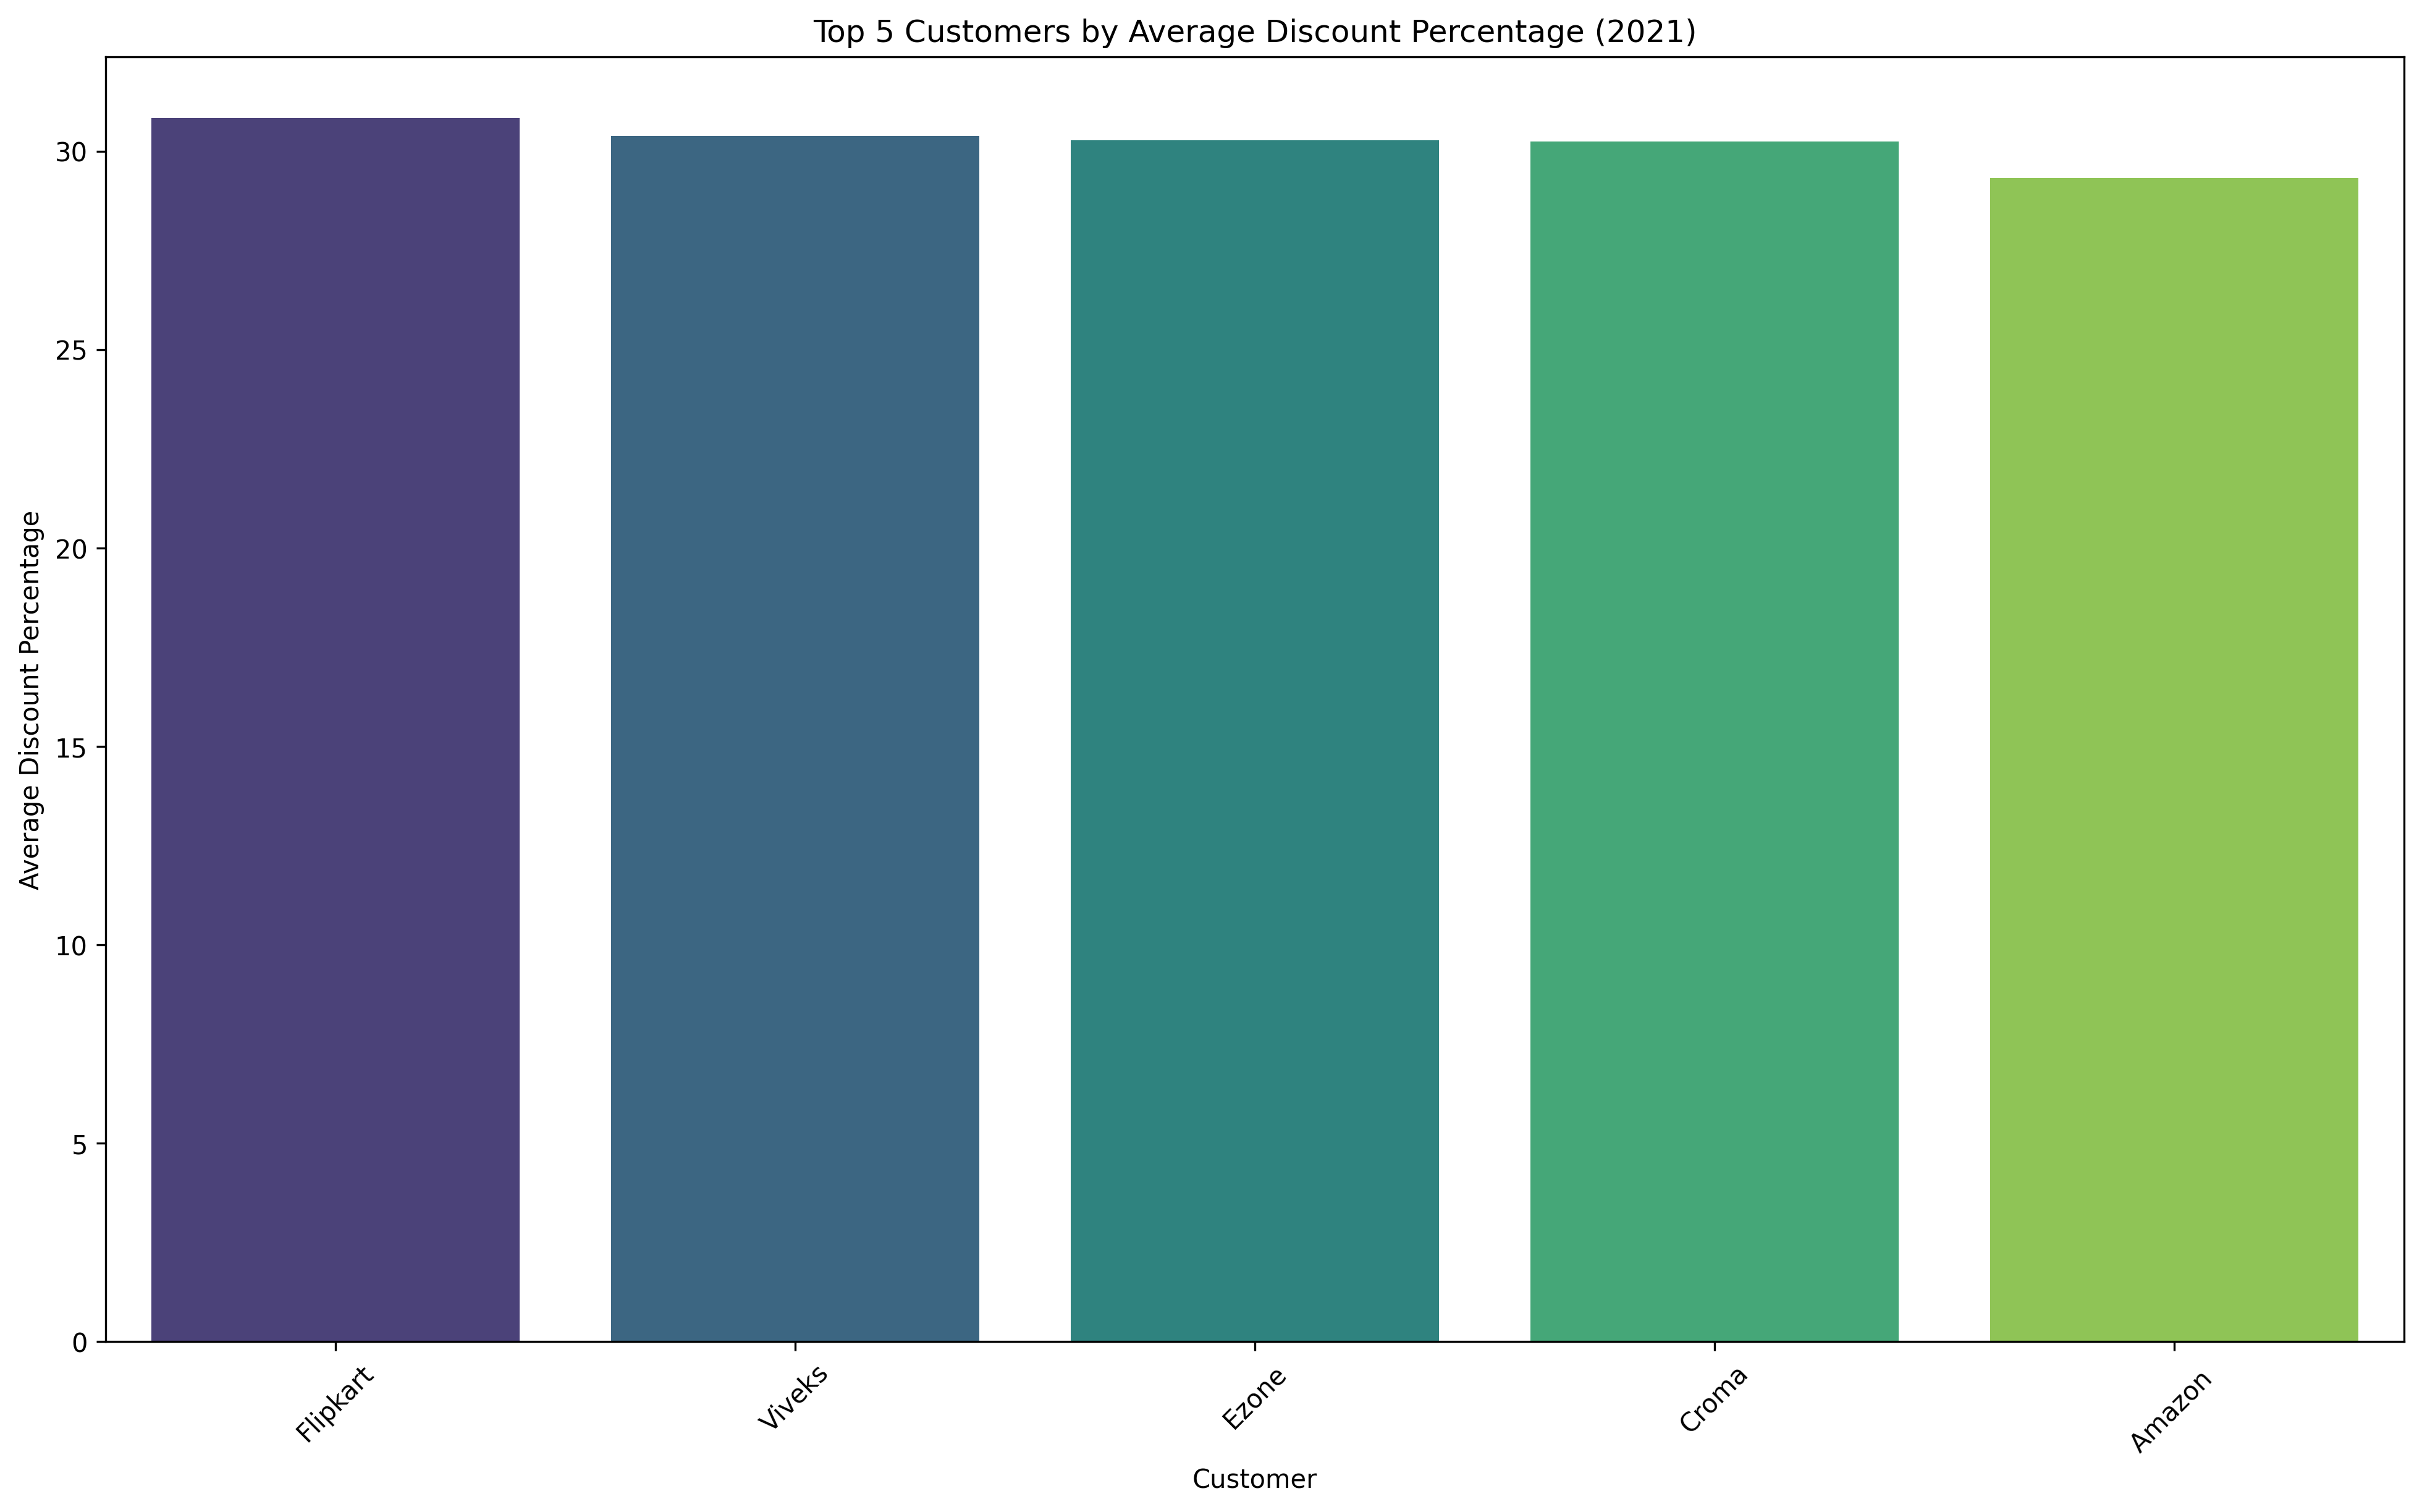 Top 5 Customers by Average Discount Percentage (2021)
Average Discount Percentage
30
25
20
15
10
5
0
Flipkart
Viveks
Ezone
Croma
Amazon
Customer